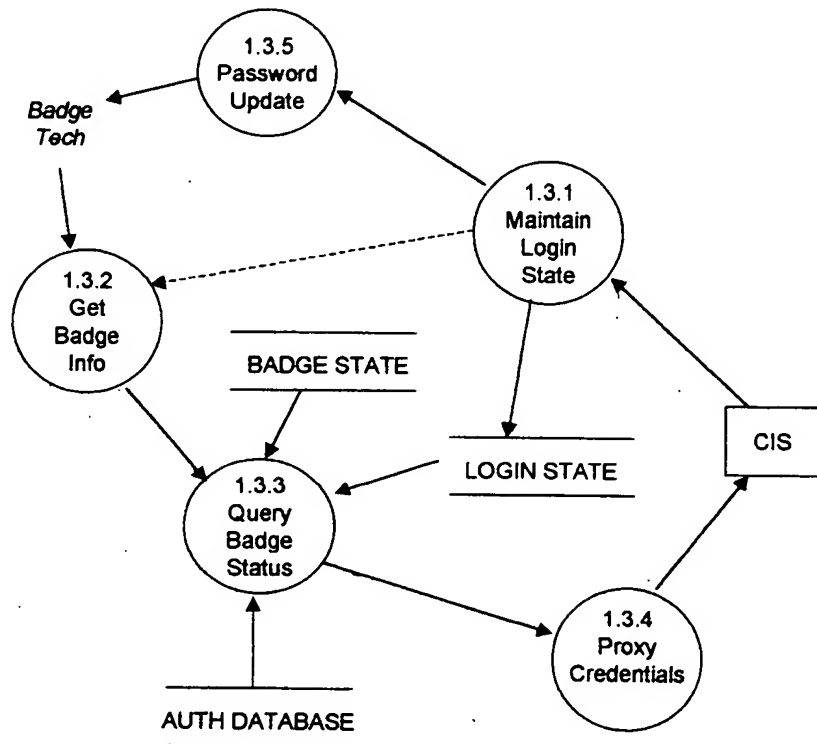 1.3.5
Password
Update
Badge
Tech
1.3.1
Maintain
Login
State
1.3.2
Get
Badge
Info
BADGE STATE
CIS
LOGIN STATE
1.3.3
Query
Badge
Status
1.3.4
Proxy
Credentials
AUTH DATABASE